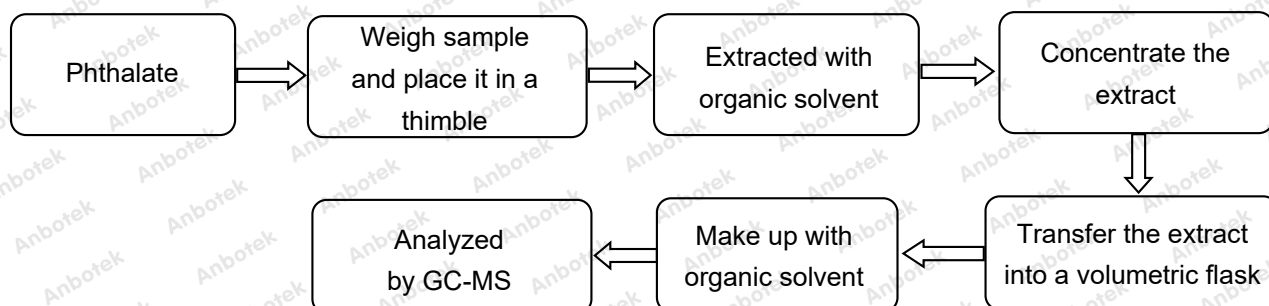 Phthalate
Weigh sample
and place it in a
thimble
Extracted with
organic solvent
Concentrate the
extract
Transfer the extract
into a volumetric flask
Make up with
organic solvent
Analyzed
by GC-MS
Anbotek